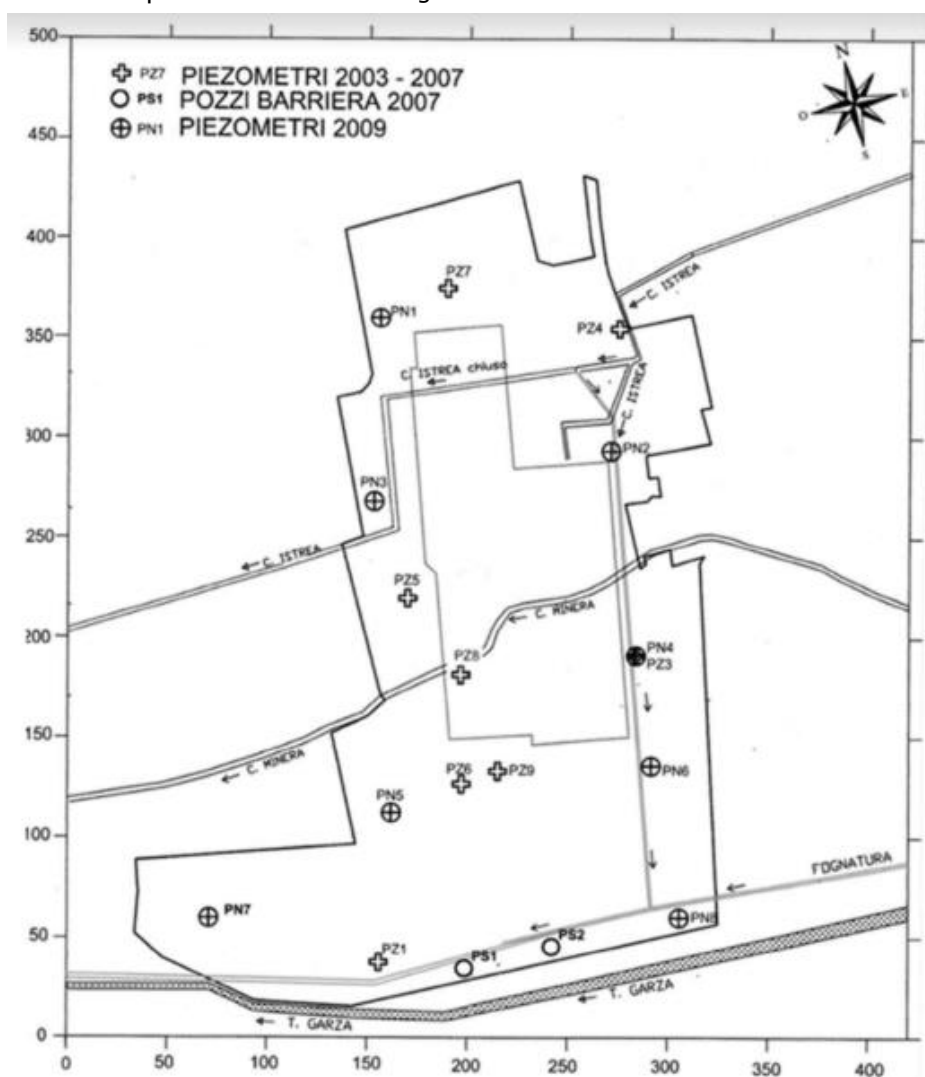 500
PZ7 PIEZOMETRI 2003 - 2007
PS1 POZZI BARRIERA 2007
PN1 PIEZOMETRI 2009
N
E
O
S
450
400
PZ7
C. ISTREA
PN1
PZ4
350
C. ISTREA chiuso
C. ISTREA
300
PN2
PN3
250
C. ISTREA
PZ5
C. MINERA
200
PZ8
PN4
PZ3
150
C. MINERA
PZ6
PZ9
PN6
PN5
100
FOGNATURA
PN7
50
PZ1
PS1
PS2
T. GARZA
T. GARZA
0
0 50 100 150 200 250 300 350 400